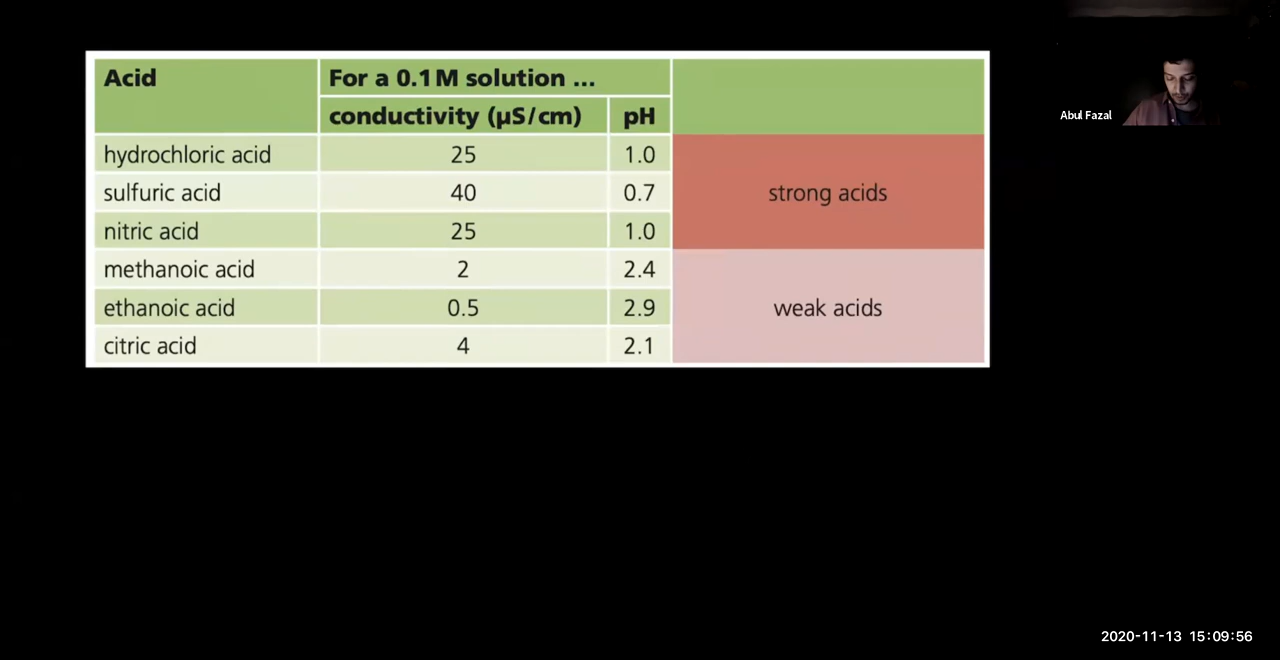 Acid For a 0.1 M solution ...
conductivity (µS/cm) pH
hydrochloric acid 25 1.0
sulfuric acid 40 0.7 strong acids
nitric acid 25 1.0
methanoic acid 2 2.4
ethanoic acid 0.5 2.9 weak acids
citric acid 4 2.1
Abul Fazal
2020-11-13 15:09:56